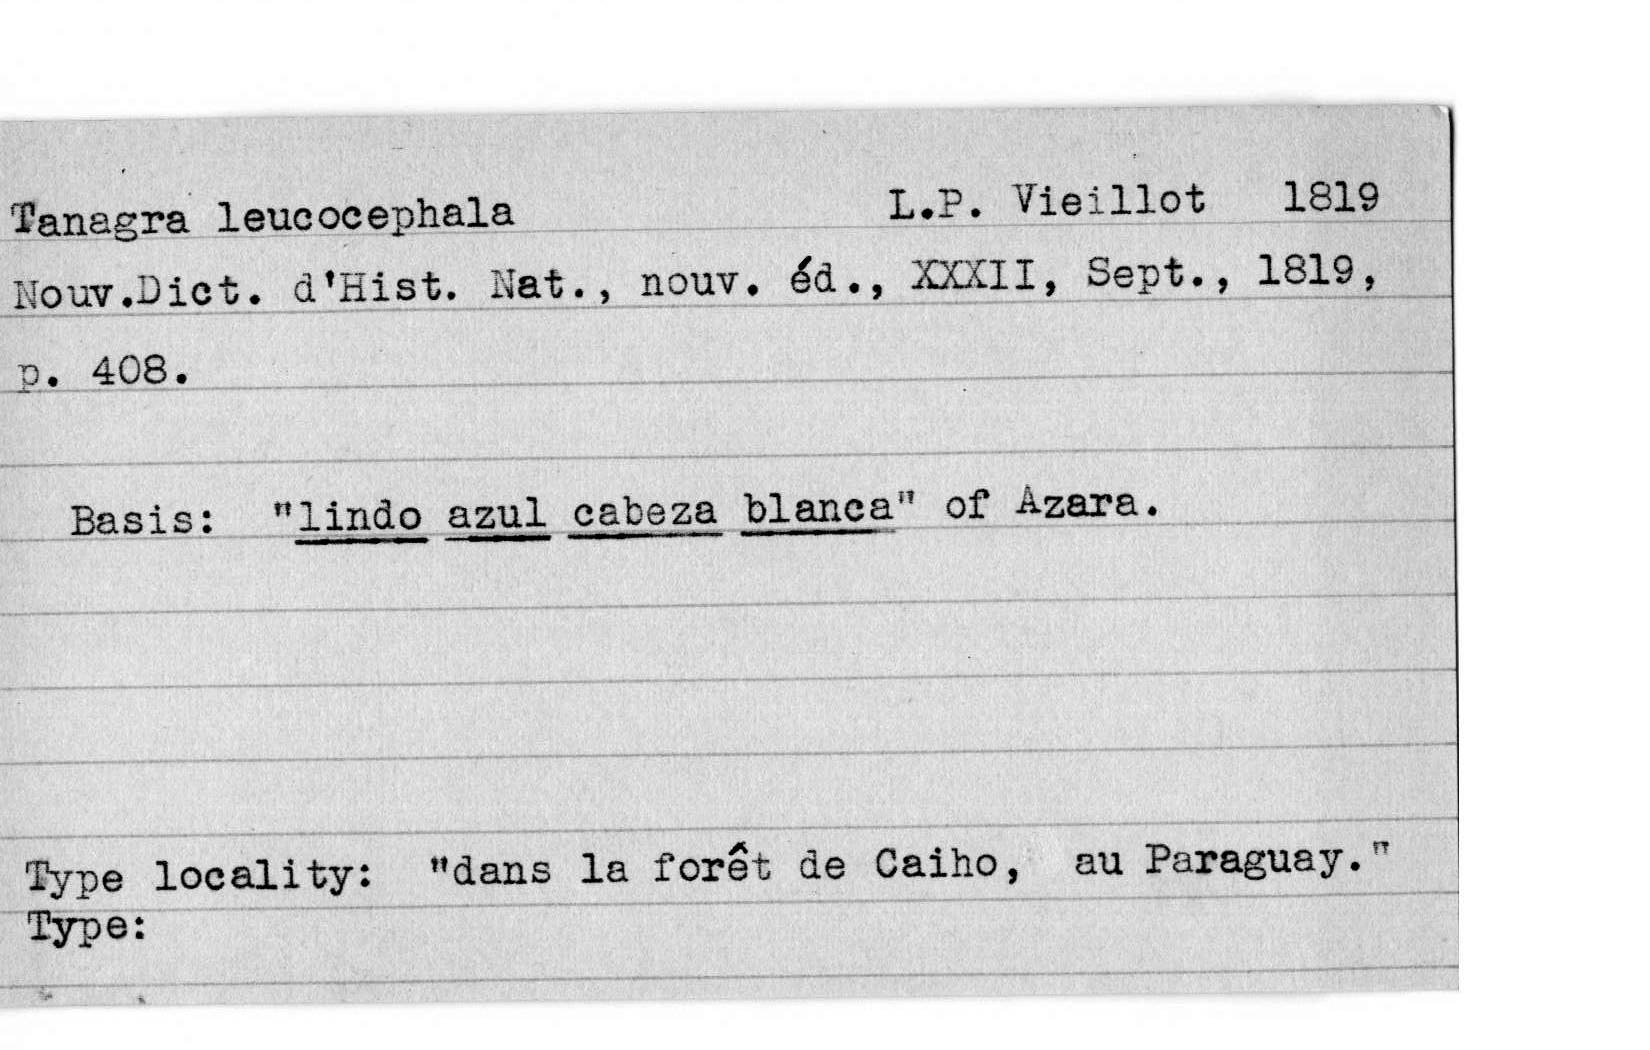 Tanagra leucocephala L.P. Vieillot 1819
Nouv.Dict. d'Hist. Nat., nouv. éd., XXXII, Sept., 1819,
p. 408.
Basis: "lindo azul cabeza blanca" of Azara.
Type locality: "dans la forêt de Caiho, au Paraguay."
Type: